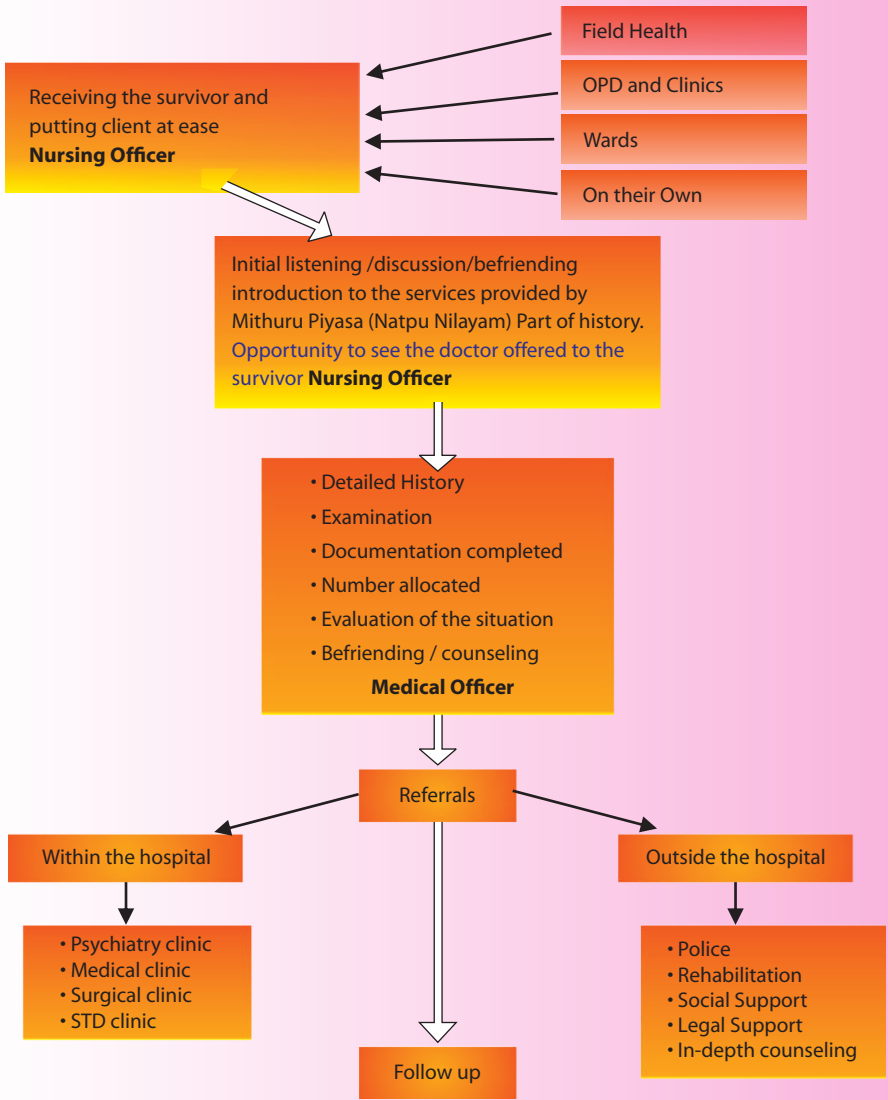 Field Health
OPD and Clinics
Wards
On their Own
Receiving the survivor and
putting client at ease
Nursing Officer
Initial listening /discussion/befriending
introduction to the services provided by
Mithuru Piyasa (Natpu Nilayam) Part of history.
Opportunity to see the doctor offered to the
survivor Nursing Officer
• Detailed History
• Examination
• Documentation completed
• Number allocated
• Evaluation of the situation
• Befriending / counseling
Medical Officer
Referrals
Within the hospital
Outside the hospital
• Psychiatry clinic
• Medical clinic
• Surgical clinic
• STD clinic
• Police
• Rehabilitation
• Social Support
• Legal Support
• In-depth counseling
Follow up